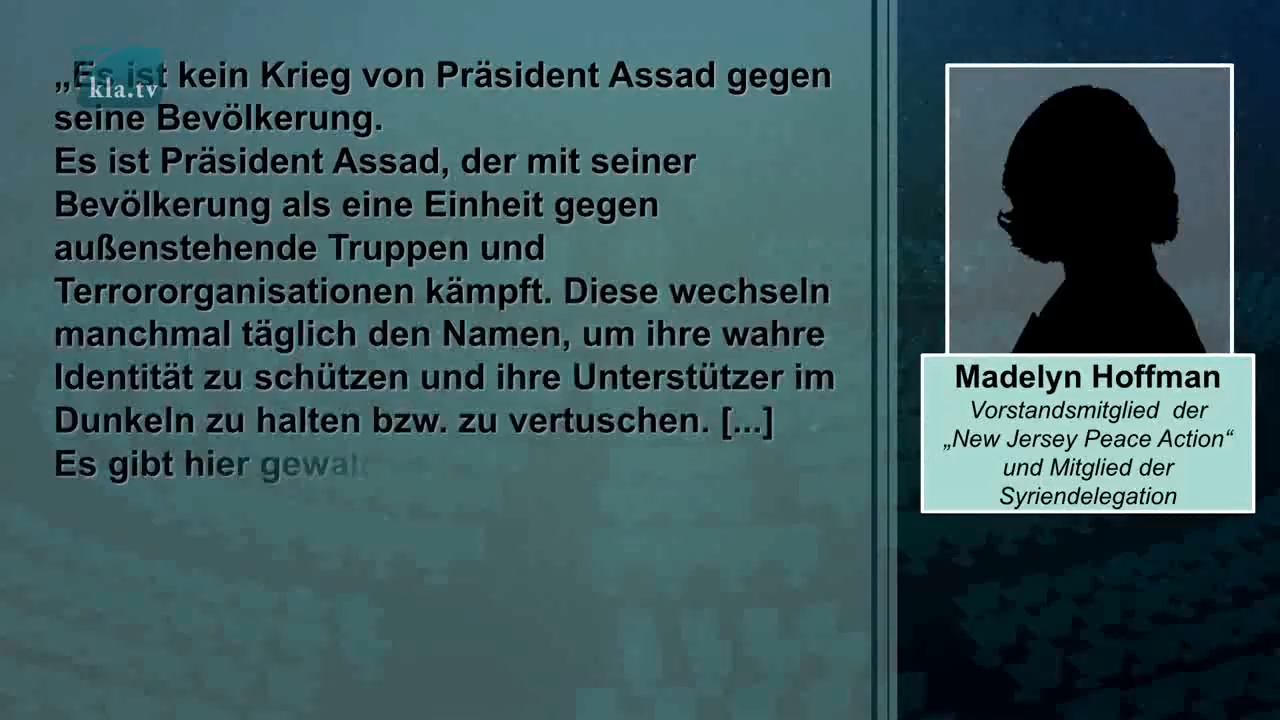 „Es ist kein Krieg von Präsident Assad gegen
seine Bevölkerung.
Es ist Präsident Assad, der mit seiner
Bevölkerung als eine Einheit gegen
außenstehende Truppen und
Terrororganisationen kämpft. Diese wechseln
manchmal täglich den Namen, um ihre wahre
Identität zu schützen und ihre Unterstützer im
Dunkeln zu halten bzw. zu vertuschen. [...]
Es gibt hier
kla.tv
Madelyn Hoffman
Vorstandsmitglied der
„New Jersey Peace Action“
und Mitglied der
Syriendelegation